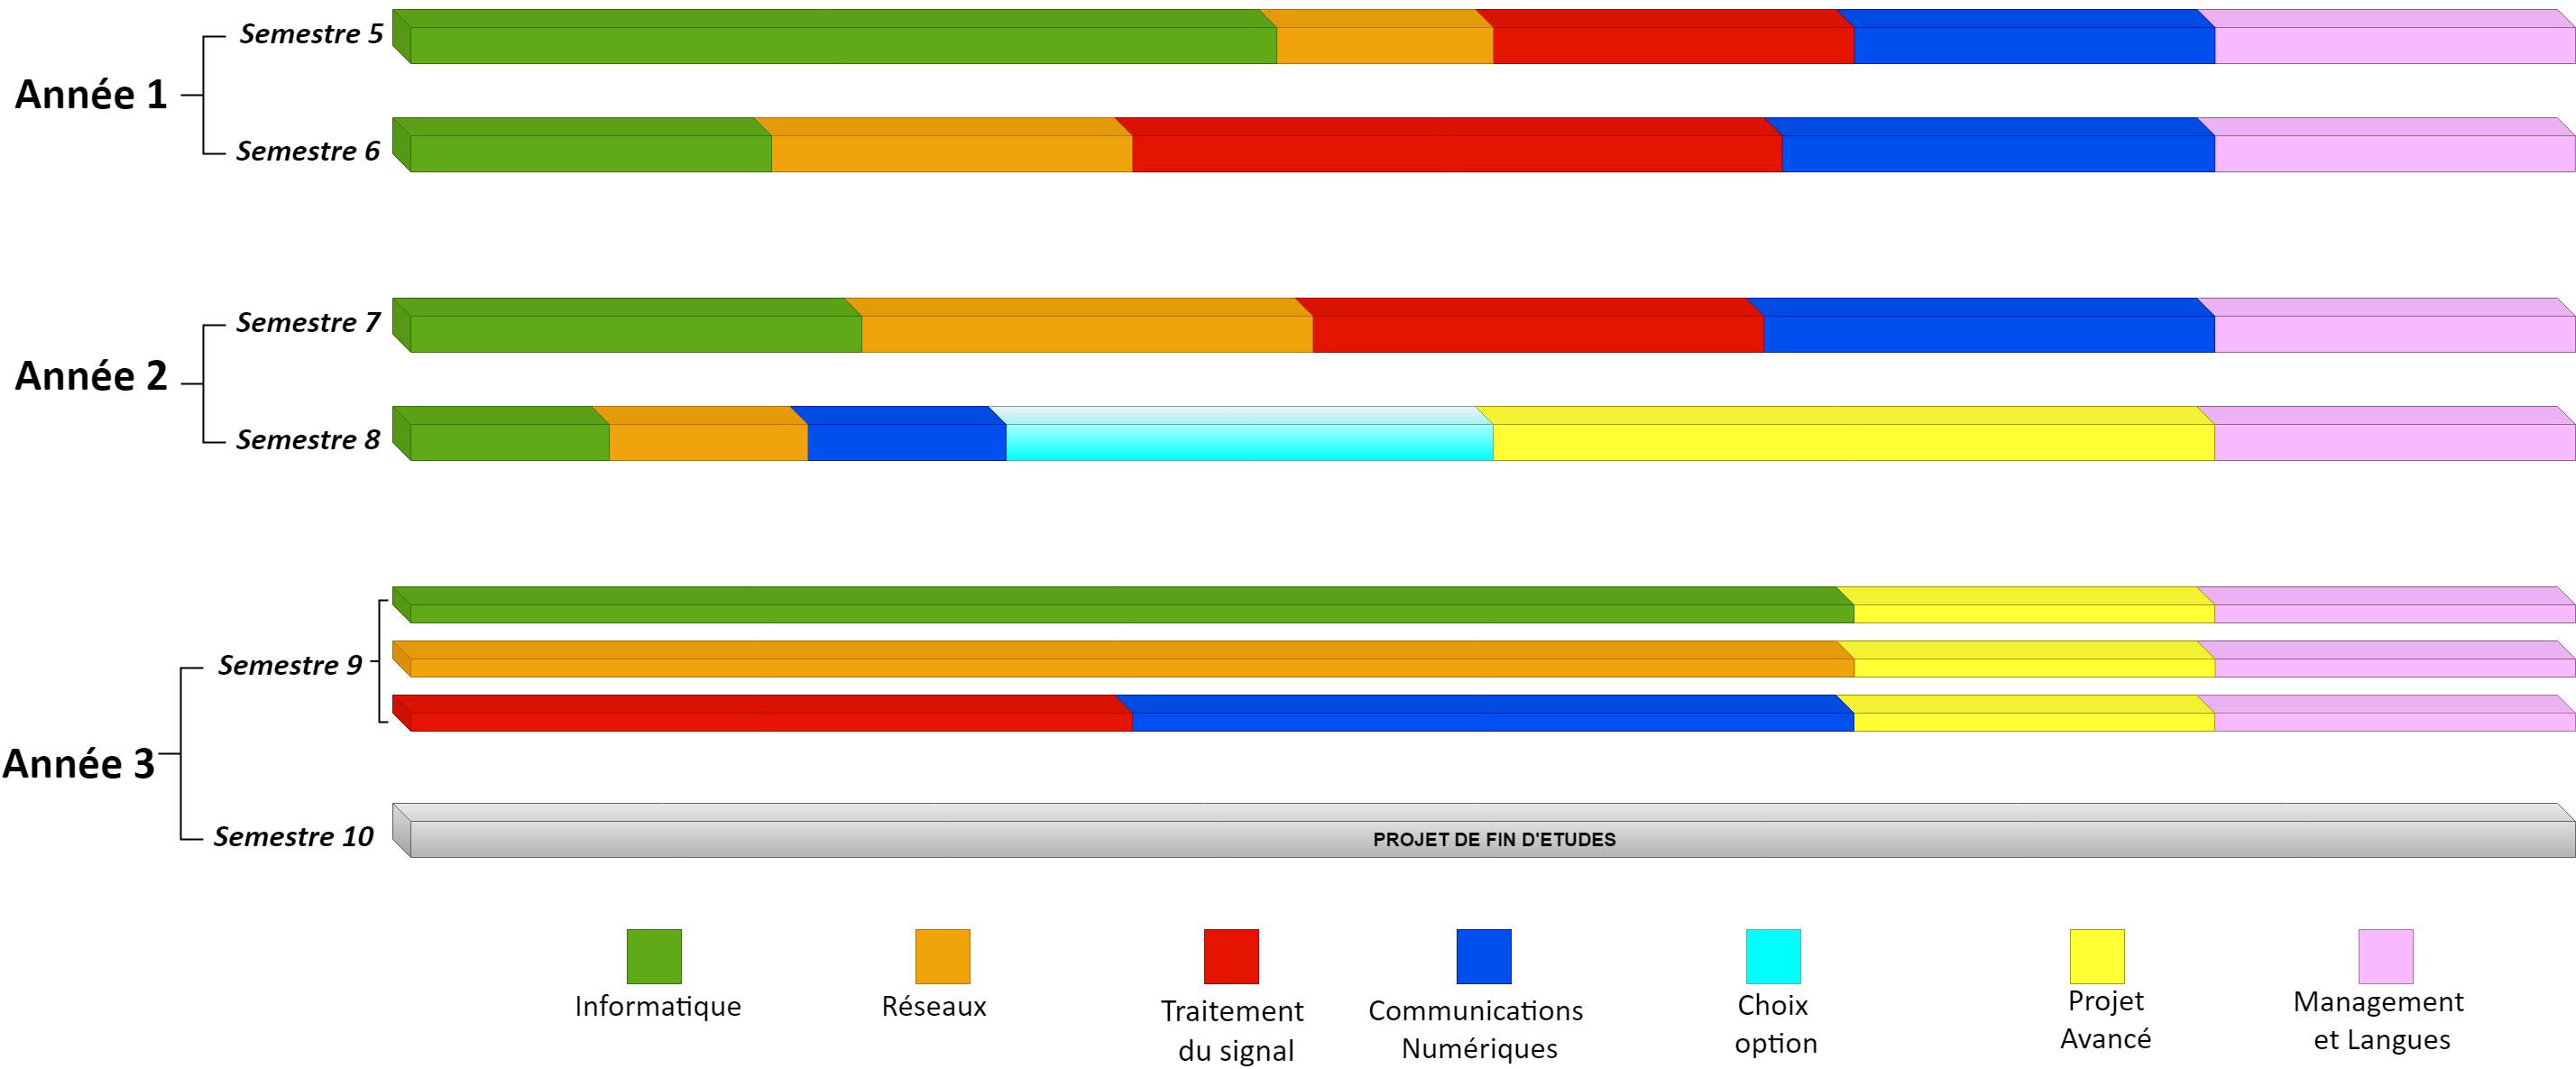 Semestre 5
Année 1
Semestre 6
Semestre 7
Année 2
Semestre 8
Semestre 9
Année 3
Semestre 10
PROJET DE FIN D'ETUDES
Informatique
Réseaux
Traitement
du signal
Communications
Numériques
Choix
option
Projet
Avancé
Management
et Langues